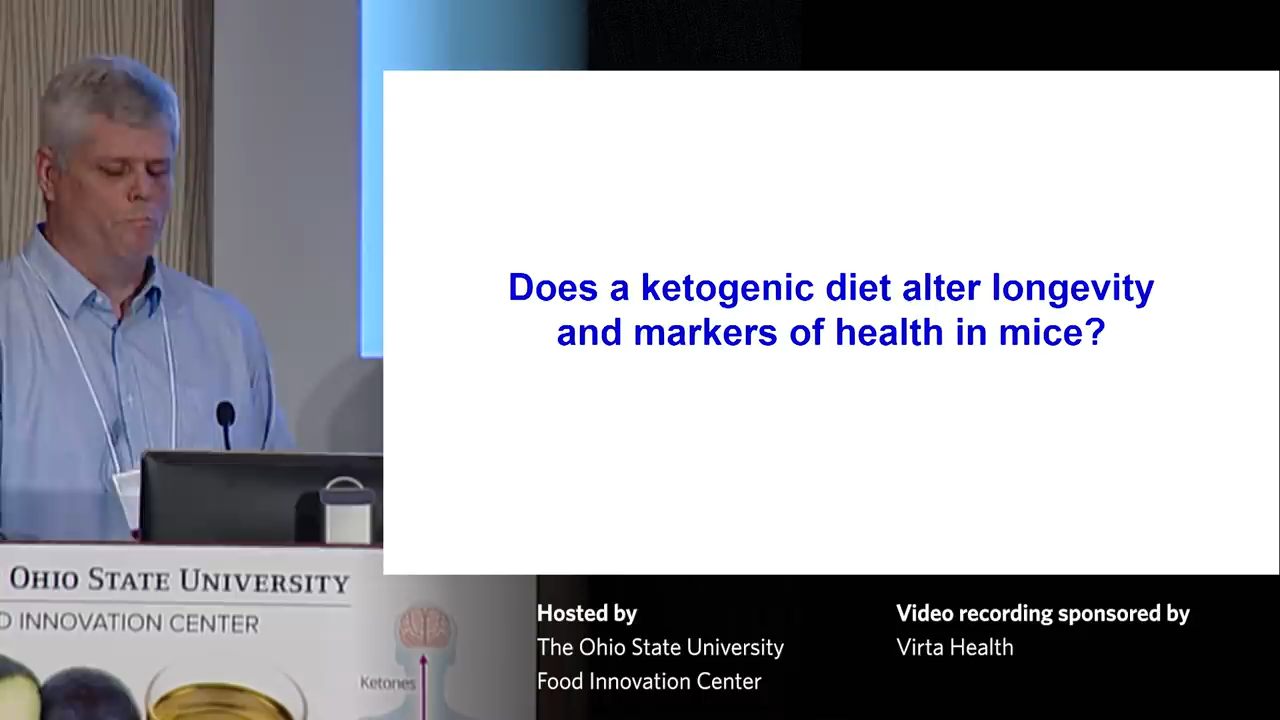 Does a ketogenic diet alter longevity
and markers of health in mice?
OHIO STATE UNIVERSITY
D INNOVATION CENTER
Ketones
Hosted by
The Ohio State University
Food Innovation Center
Video recording sponsored by
Virta Health